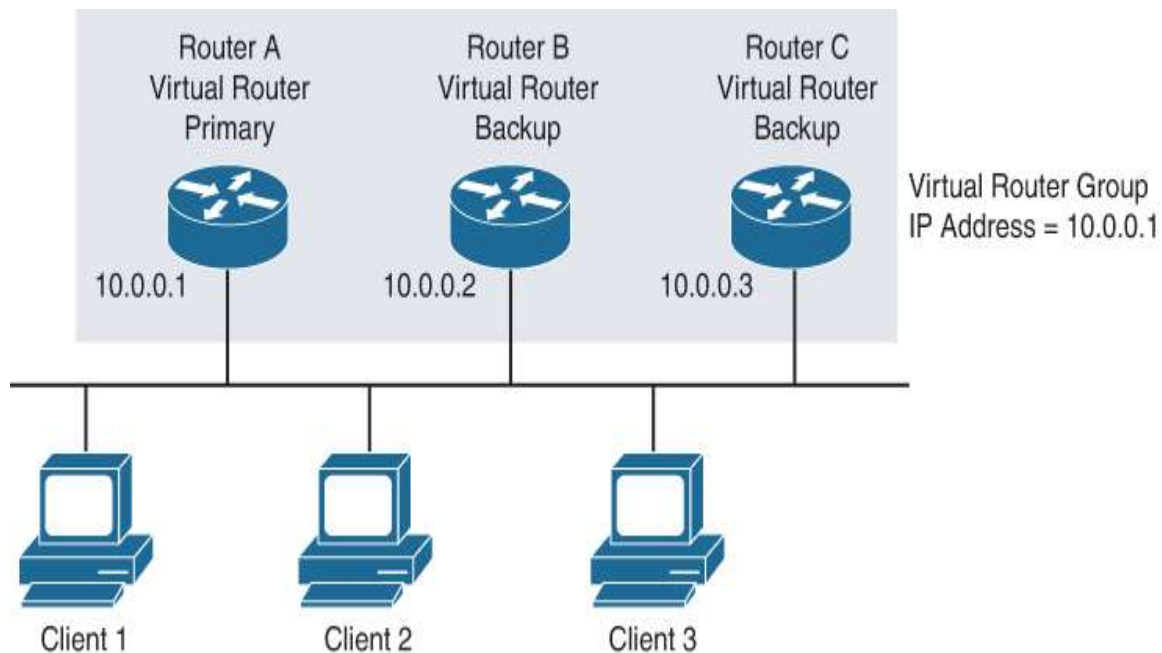 Router A
Virtual Router
Primary
Router B
Virtual Router
Backup
Router C
Virtual Router
Backup
Virtual Router Group
IP Address = 10.0.0.1
10.0.0.1
10.0.0.2
10.0.0.3
Client 1
Client 2
Client 3